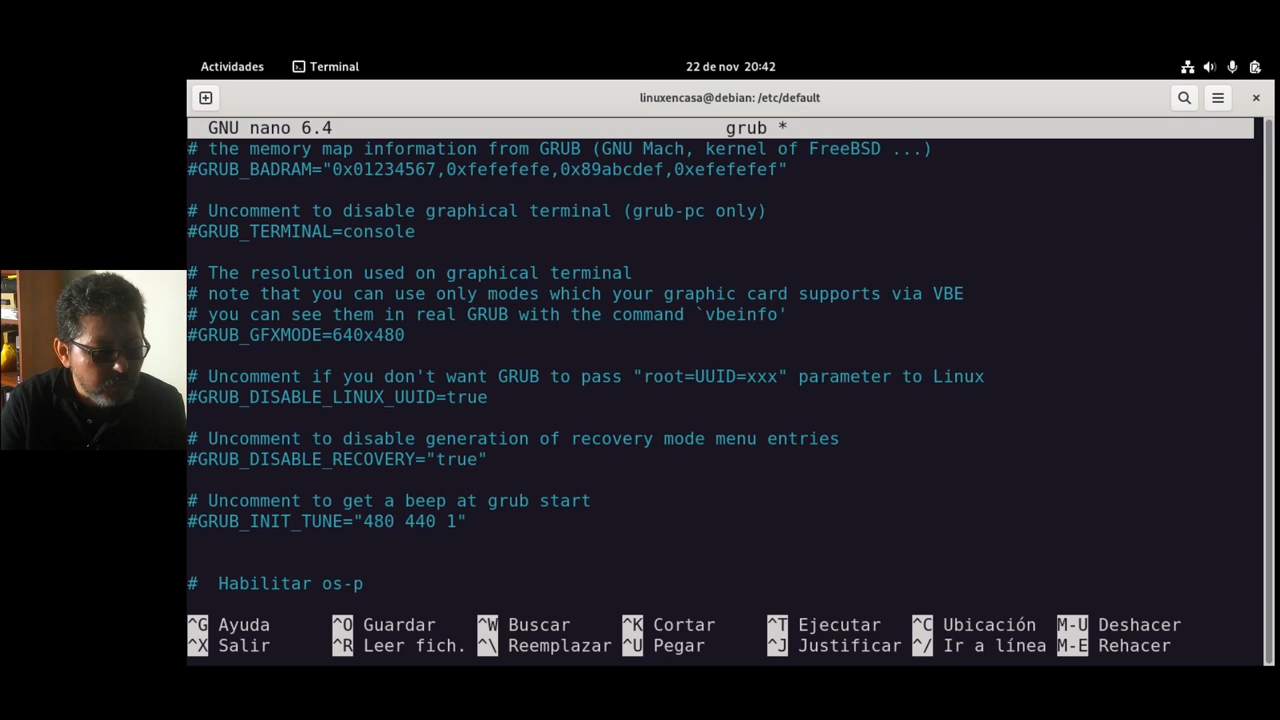 Actividades Terminal 22 de nov 20:42
linuxencasa@debian: /etc/default
GNU nano 6.4 grub *
# the memory map information from GRUB (GNU Mach, kernel of FreeBSD ...)
#GRUB_BADRAM="0x01234567,0xfefefefe,0x89abcdef,0xefefefef"
# Uncomment to disable graphical terminal (grub-pc only)
#GRUB_TERMINAL=console
# The resolution used on graphical terminal
# note that you can use only modes which your graphic card supports via VBE
# you can see them in real GRUB with the command `vbeinfo'
#GRUB_GFXMODE=640x480
# Uncomment if you don't want GRUB to pass "root=UUID=xxx" parameter to Linux
#GRUB_DISABLE_LINUX_UUID=true
# Uncomment to disable generation of recovery mode menu entries
#GRUB_DISABLE_RECOVERY="true"
# Uncomment to get a beep at grub start
#GRUB_INIT_TUNE="480 440 1"
#  Habilitar os-p
^G Ayuda ^O Guardar ^W Buscar ^K Cortar ^T Ejecutar ^C Ubicación M-U Deshacer
^X Salir ^R Leer fich. ^\ Reemplazar ^U Pegar ^J Justificar ^/ Ir a línea M-E Rehacer